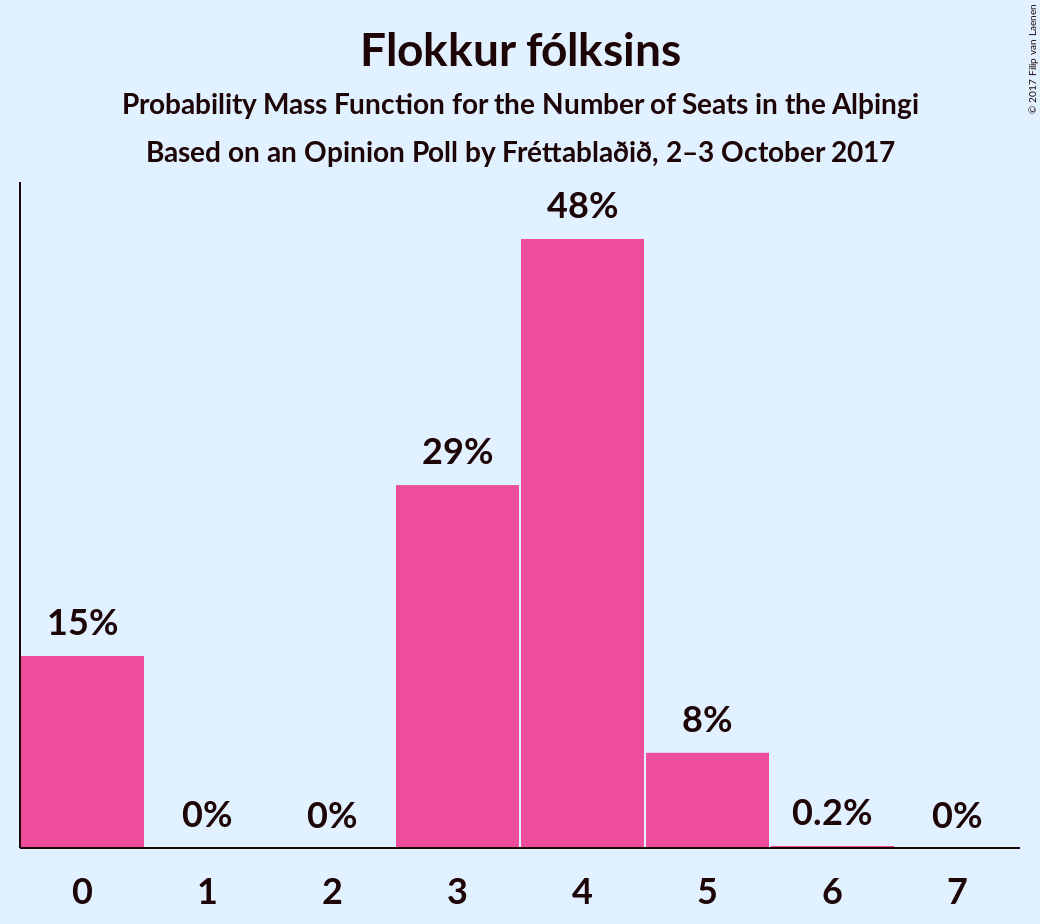 Flokkur fólksins
Probability Mass Function for the Number of Seats in the Alþingi
Based on an Opinion Poll by Fréttablaðið, 2–3 October 2017
© 2017 Filip van Laenen
48%
29%
15%
8%
0% 0% 0.2% 0%
0 1 2 3 4 5 6 7